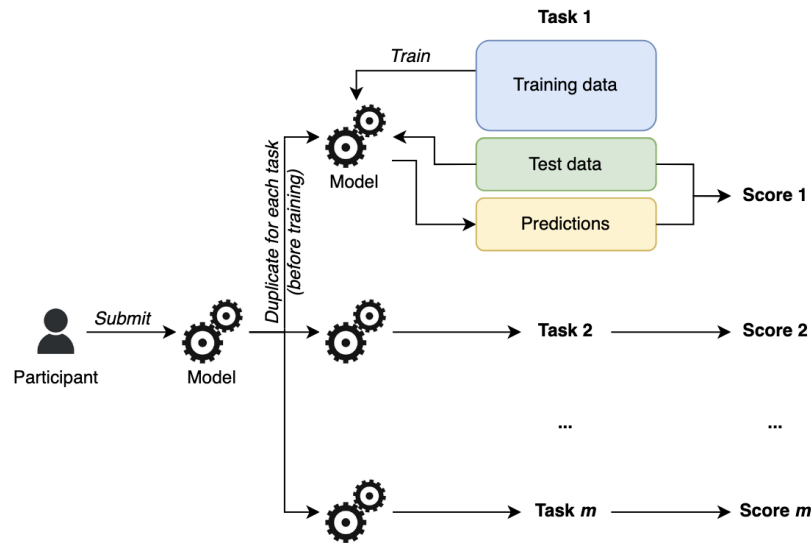 Task 1
Train
Training data
Model
Test data
Predictions
Score 1
Duplicate for each task
(before training)
Participant
Submit
Model
Task 2
Score 2
...
...
Task m
Score m